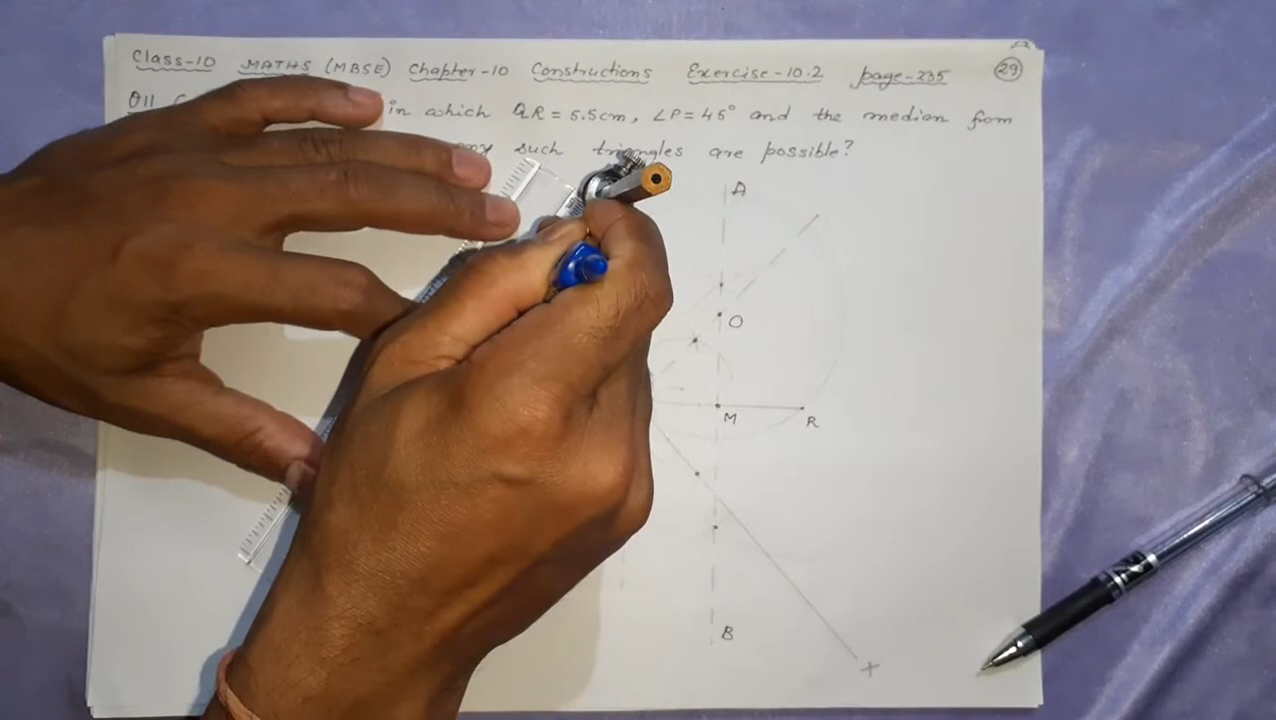 Class-10 MATHS (MBSE) Chapter-10 Constructions Exercise-10.2 page-235 29
Q11 in which QR = 5.5cm, ∠P = 45° and the median from
such triangles are possible?
A
O
M
R
B
X